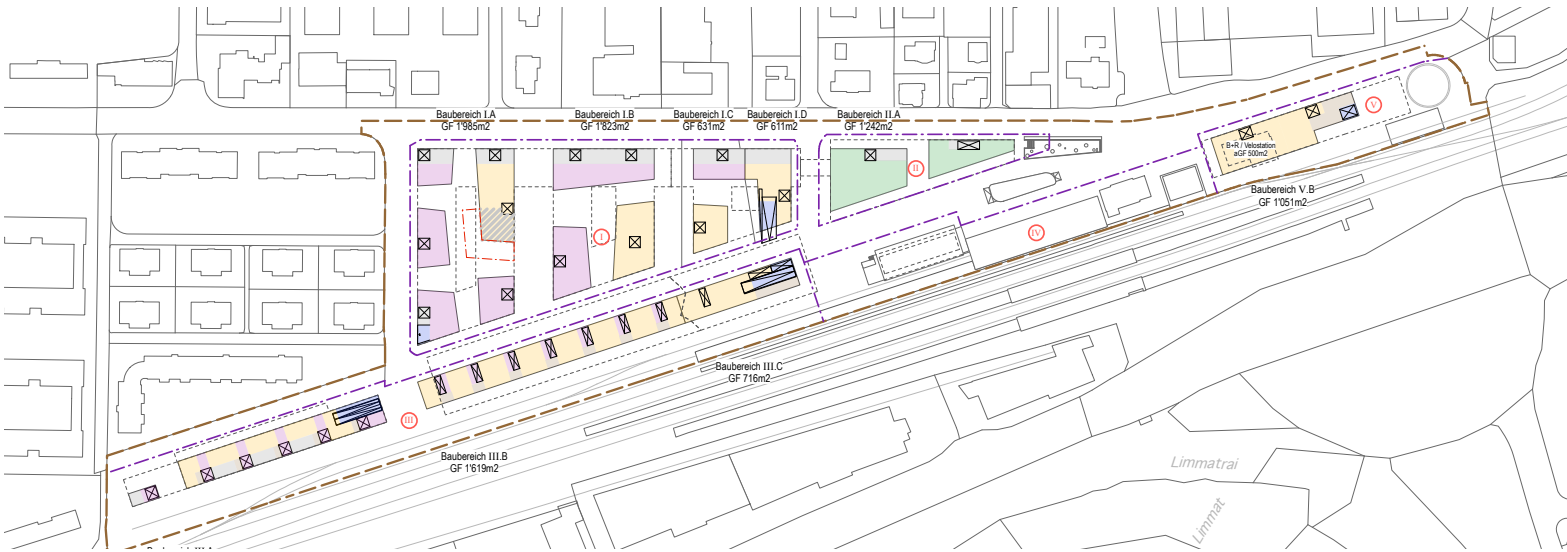 Baubereich I.A
GF 1'985m2
Baubereich I.B
GF 1'823m2
Baubereich I.C
GF 631m2
Baubereich I.D
GF 611m2
Baubereich II.A
GF 1'242m2
V
B+R / Velostation
aGF 500m2
II
Baubereich V.B
GF 1'051m2
I
IV
Baubereich III.C
GF 716m2
III
Baubereich III.B
GF 1'619m2
Limmatrai
Limmat